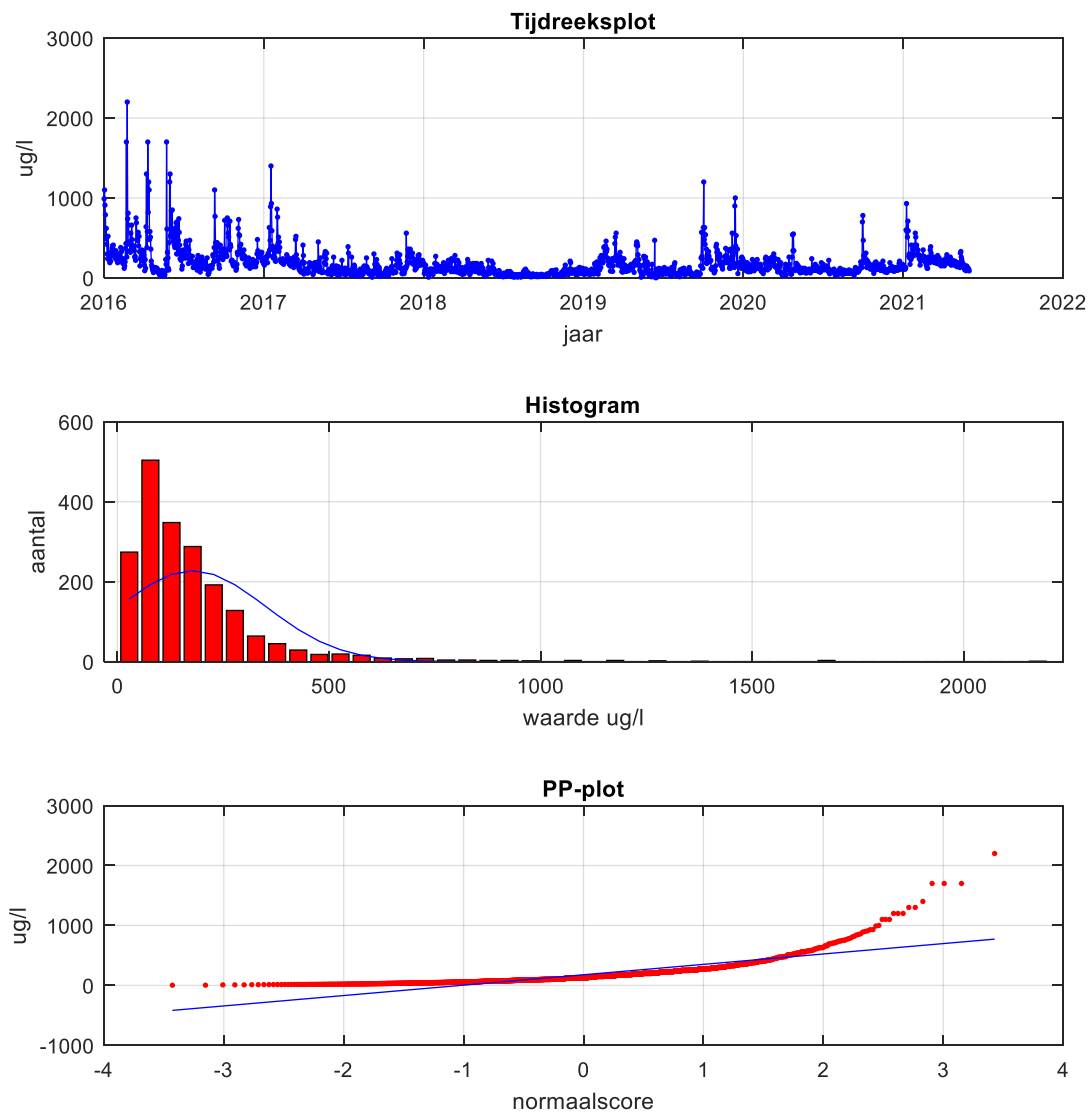 Tijdreeksplot
3000
2000
1000
0
ug/l
2016 2017 2018 2019 2020 2021 2022
jaar
Histogram
600
400
200
0
aantal
0 500 1000 1500 2000
waarde ug/l
PP-plot
3000
2000
1000
0
-1000
ug/l
-4 -3 -2 -1 0 1 2 3 4
normaalscore